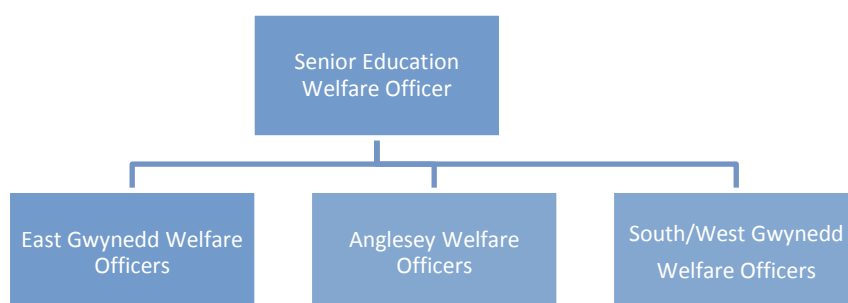 Senior Education
Welfare Officer
East Gwynedd Welfare
Officers
Anglesey Welfare
Officers
South/West Gwynedd
Welfare Officers